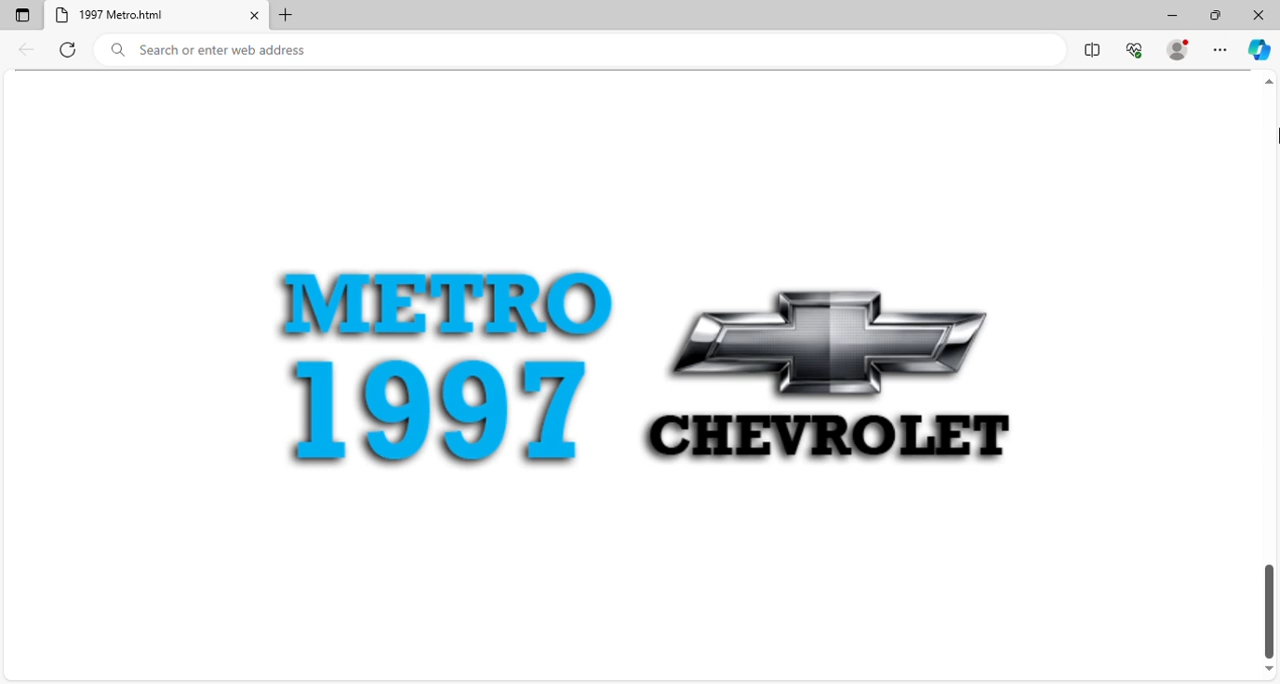 1997 Metro.html
Search or enter web address
METRO
1997
CHEVROLET